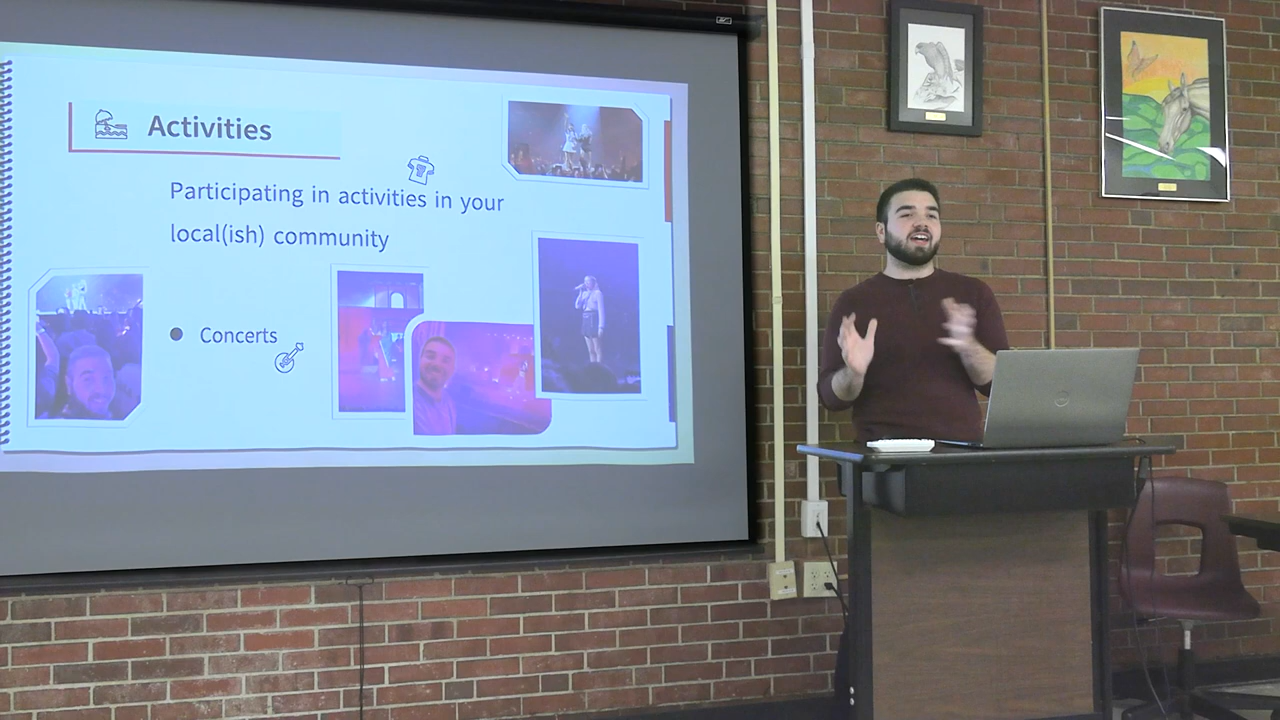 Activities
Participating in activities in your
local(ish) community
Concerts